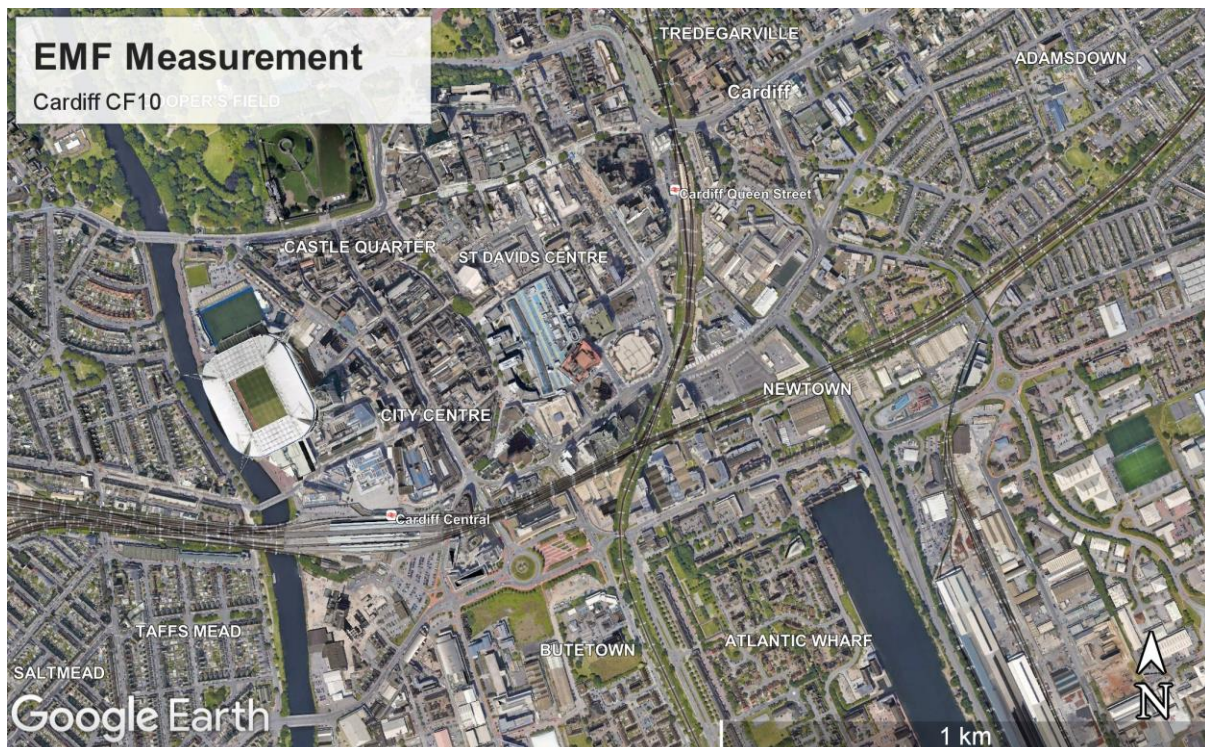 EMF Measurement
Cardiff CF10
OPER'S FIELD
TREDEGARVILLE
ADAMSDOWN
Cardiff
Cardiff Queen Street
CASTLE QUARTER
ST DAVIDS CENTRE
NEWTOWN
CITY CENTRE
Cardiff Central
TAFFS MEAD
BUTETOWN
ATLANTIC WHARF
SALTMEAD
Google Earth
N
1 km